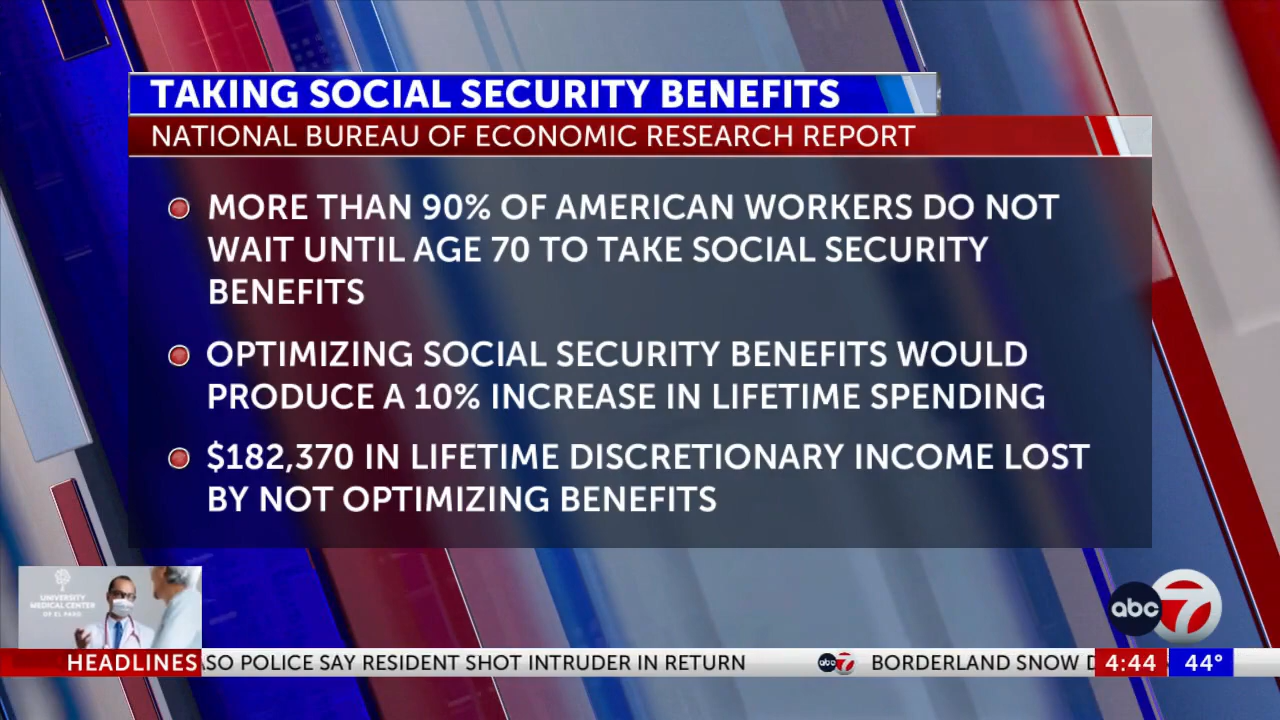 TAKING SOCIAL SECURITY BENEFITS
NATIONAL BUREAU OF ECONOMIC RESEARCH REPORT
MORE THAN 90% OF AMERICAN WORKERS DO NOT
WAIT UNTIL AGE 70 TO TAKE SOCIAL SECURITY
BENEFITS
OPTIMIZING SOCIAL SECURITY BENEFITS WOULD
PRODUCE A 10% INCREASE IN LIFETIME SPENDING
$182,370 IN LIFETIME DISCRETIONARY INCOME LOST
BY NOT OPTIMIZING BENEFITS
UNIVERSITY
MEDICAL CENTER
OF EL PASO
abc 7
HEADLINES ASO POLICE SAY RESIDENT SHOT INTRUDER IN RETURN abc 7 BORDERLAND SNOW D 4:44 44°